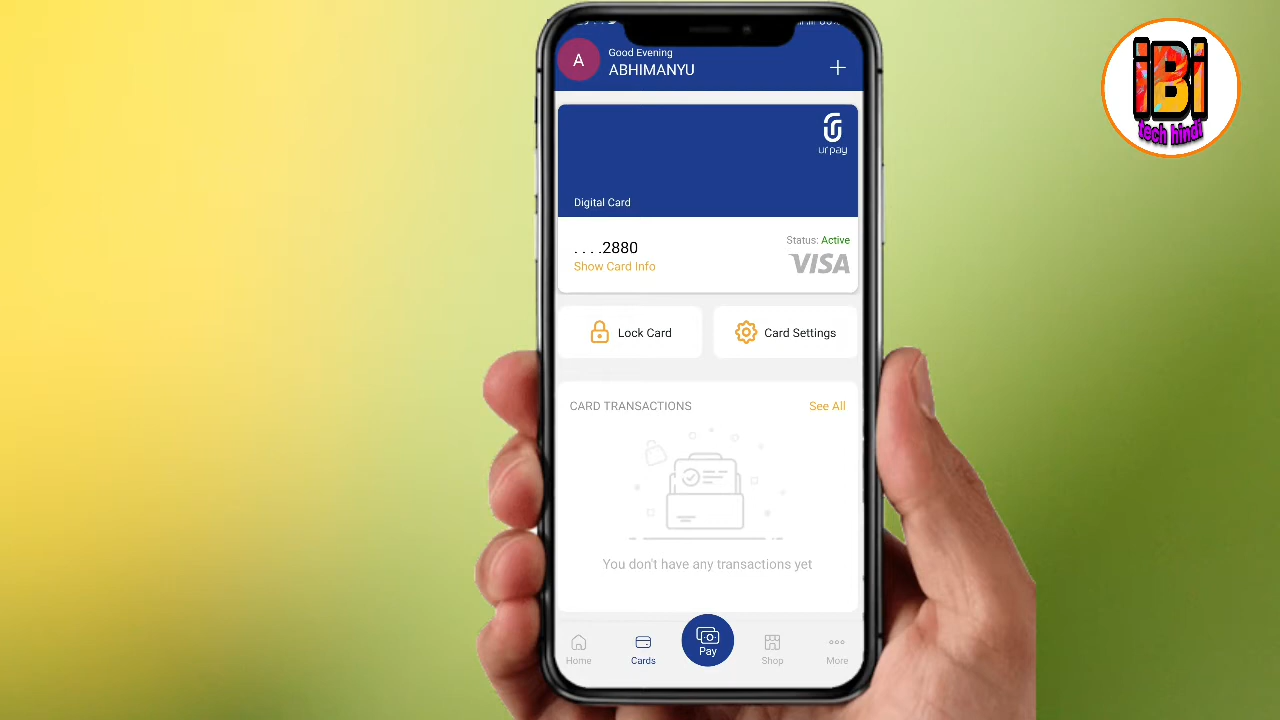 Good Evening
A
ABHIMANYU
ur pay
Digital Card
. . . .2880
Status: Active
Show Card Info
VISA
Lock Card
Card Settings
CARD TRANSACTIONS
See All
You don't have any transactions yet
Home
Cards
Pay
Shop
More
iBi
tech hindi